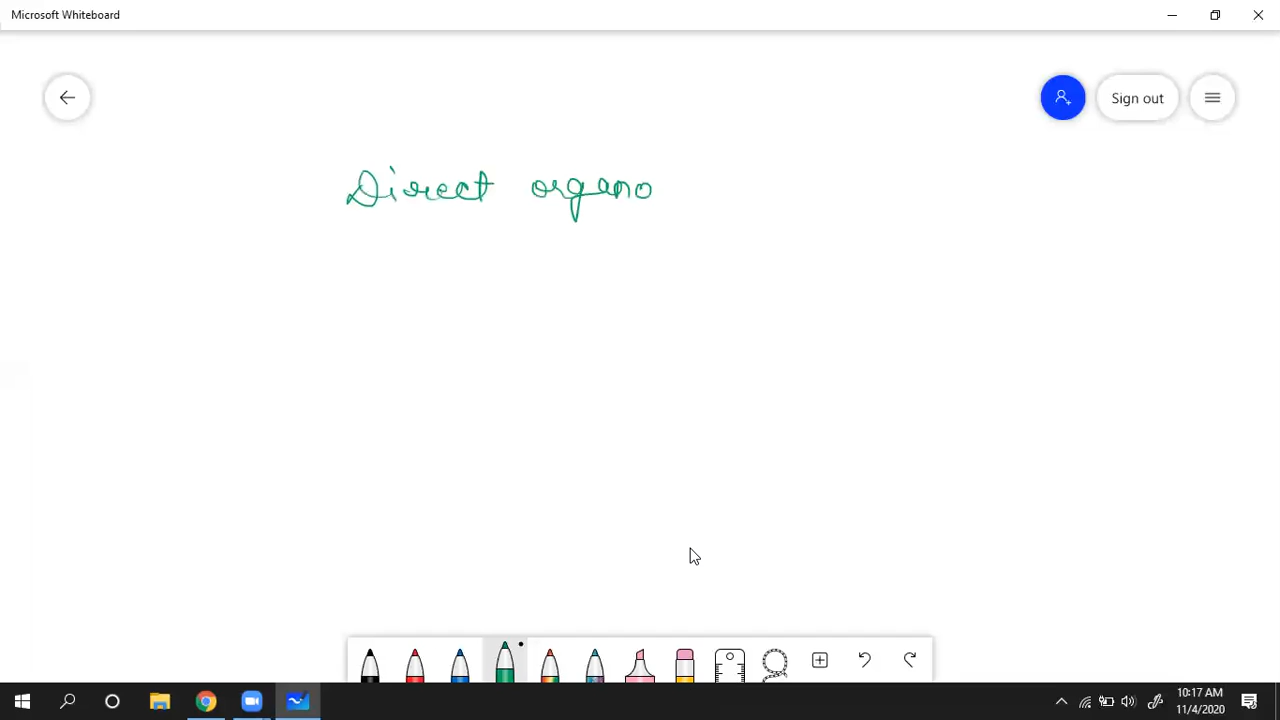 Microsoft Whiteboard
Sign out
Direct organo
10:17 AM
11/4/2020